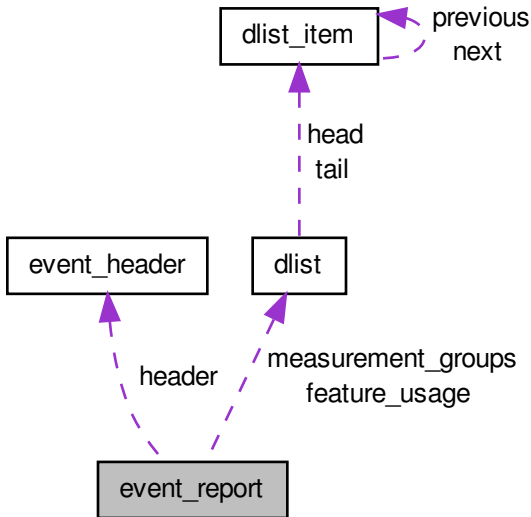 dlist_item
previous
next
head
tail
event_header
dlist
header
measurement_groups
feature_usage
event_report